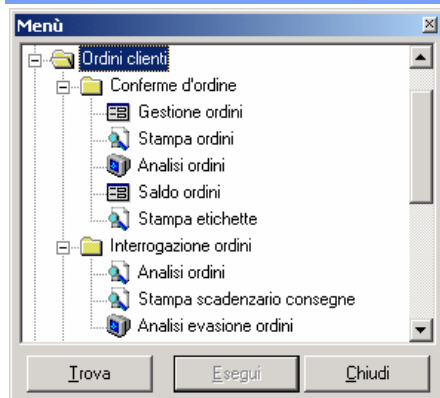 Menù
Ordini clienti
Conferme d'ordine
Gestione ordini
Stampa ordini
Analisi ordini
Saldo ordini
Stampa etichette
Interrogazione ordini
Analisi ordini
Stampa scadenzario consegne
Analisi evasione ordini
Trova Esegui Chiudi